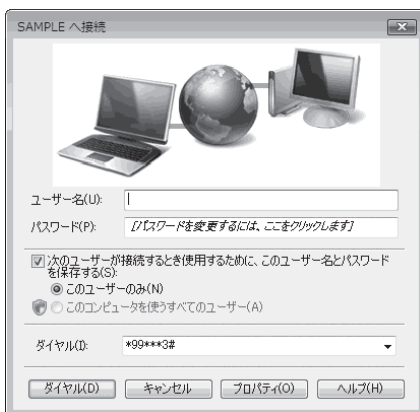 SAMPLE へ接続
ユーザー名(U):
パスワード(P): [パスワードを変更するには、ここをクリックします]
次のユーザーが接続するとき使用するために、このユーザー名とパスワード
を保存する(S):
このユーザーのみ(N)
このコンピュータを使うすべてのユーザー(A)
ダイヤル(I): *99***3#
ダイヤル(D) キャンセル プロパティ(O) ヘルプ(H)